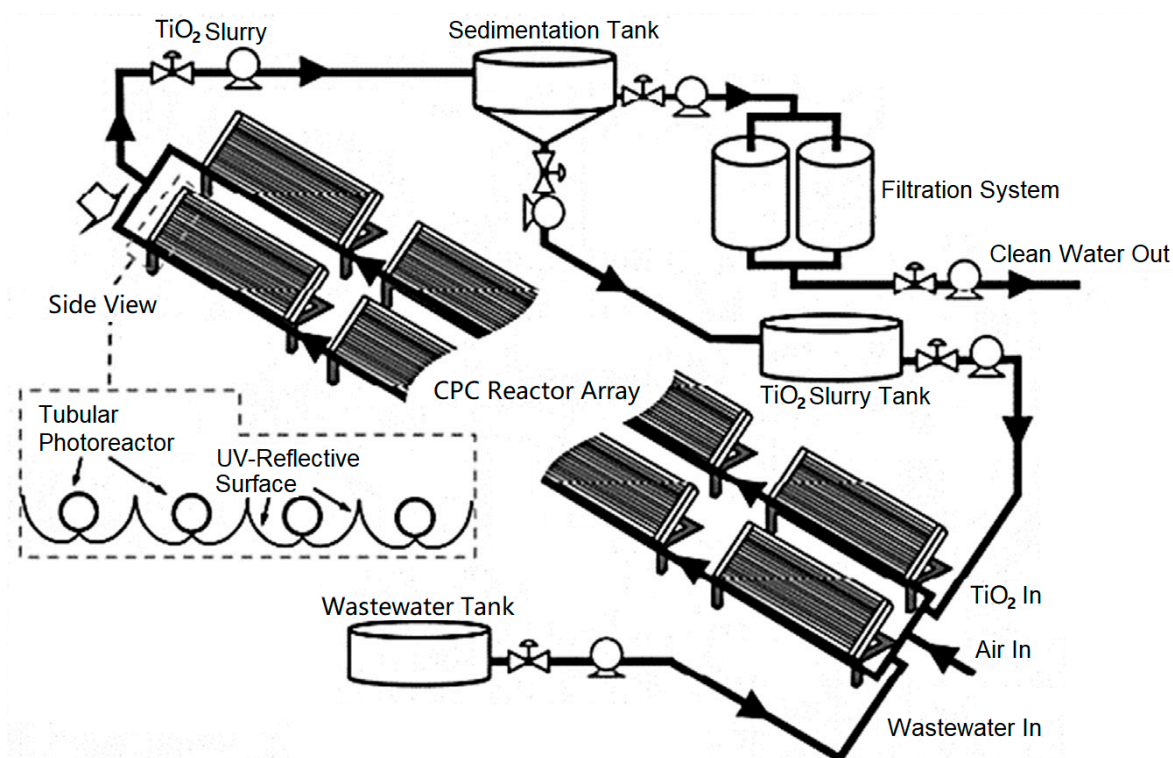 TiO₂ Slurry
Sedimentation Tank
Filtration System
Clean Water Out
Side View
CPC Reactor Array
TiO₂ Slurry Tank
Tubular
Photoreactor
UV-Reflective
Surface
Wastewater Tank
TiO₂ In
Air In
Wastewater In